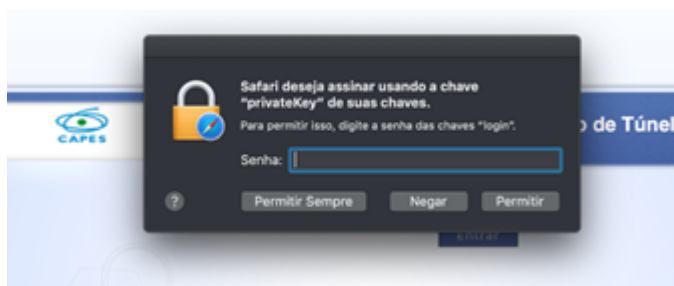 Safari deseja assinar usando a chave
"privateKey" de suas chaves.
Para permitir isso, digite a senha das chaves "login".
CAPES
o de Túnel
Senha:
?
Permitir Sempre
Negar
Permitir
Entrar